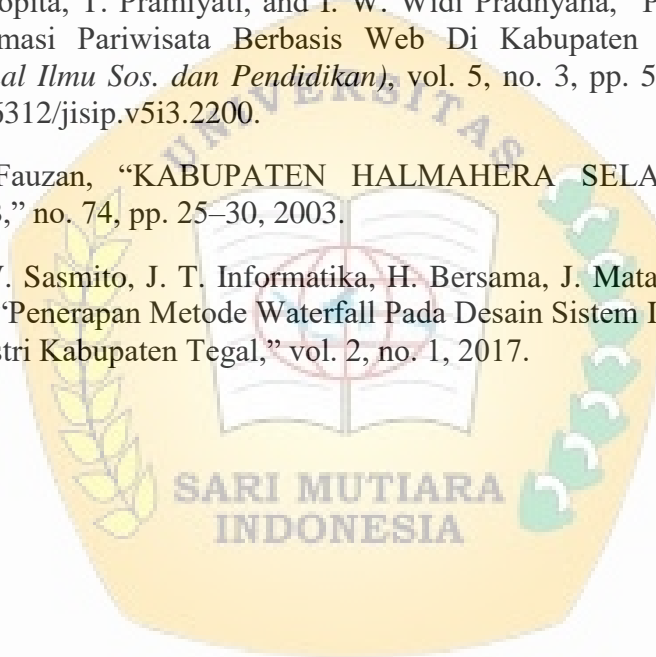 opita, T. Pramiyati, and I. W. Widi Pradnyana, “P
masi Pariwisata Berbasis Web Di Kabupaten
al Ilmu Sos. dan Pendidikan), vol. 5, no. 3, pp. 5
6312/jisip.v5i3.2200.
Fauzan, “KABUPATEN HALMAHERA SELA
,” no. 74, pp. 25–30, 2003.
. Sasmito, J. T. Informatika, H. Bersama, J. Mata
“Penerapan Metode Waterfall Pada Desain Sistem I
stri Kabupaten Tegal,” vol. 2, no. 1, 2017.
UNIVERSITAS
SARI MUTIARA
INDONESIA